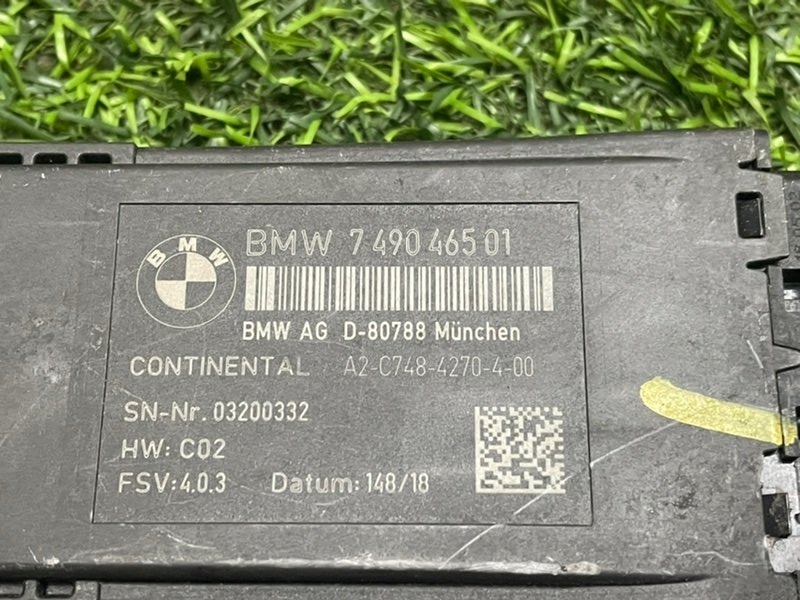 BMW
BMW 7 490 465 01
BMW AG D-80788 München
CONTINENTAL A2-C748-4270-4-00
SN-Nr. 03200332
HW: C02
FSV:4.0.3 Datum: 148/18